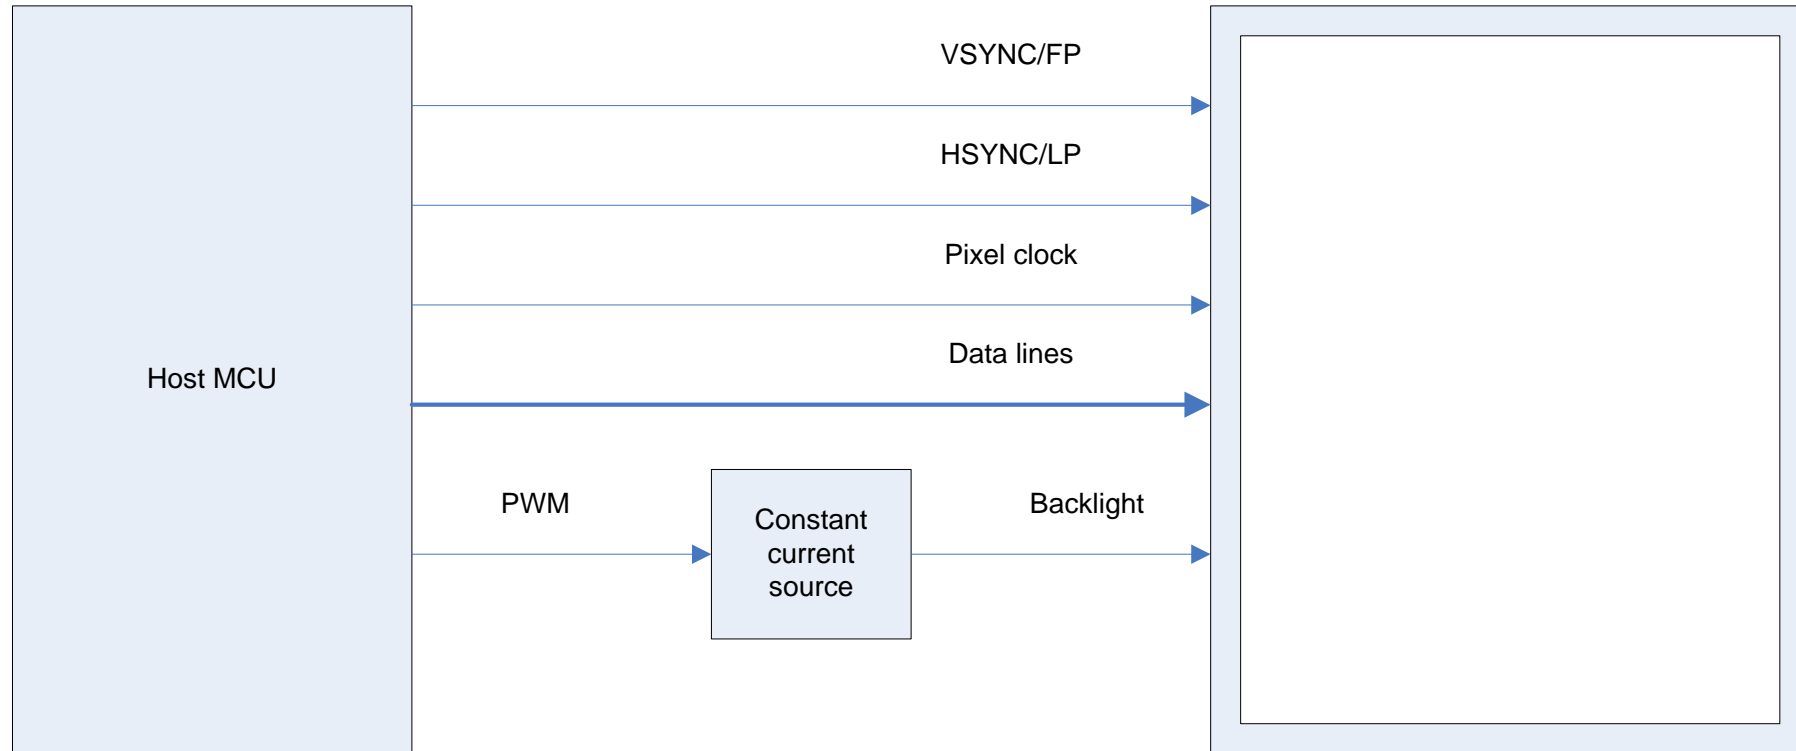 VSYNC/FP
HSYNC/LP
Pixel clock
Data lines
Host MCU
PWM
Constant
current
source
Backlight